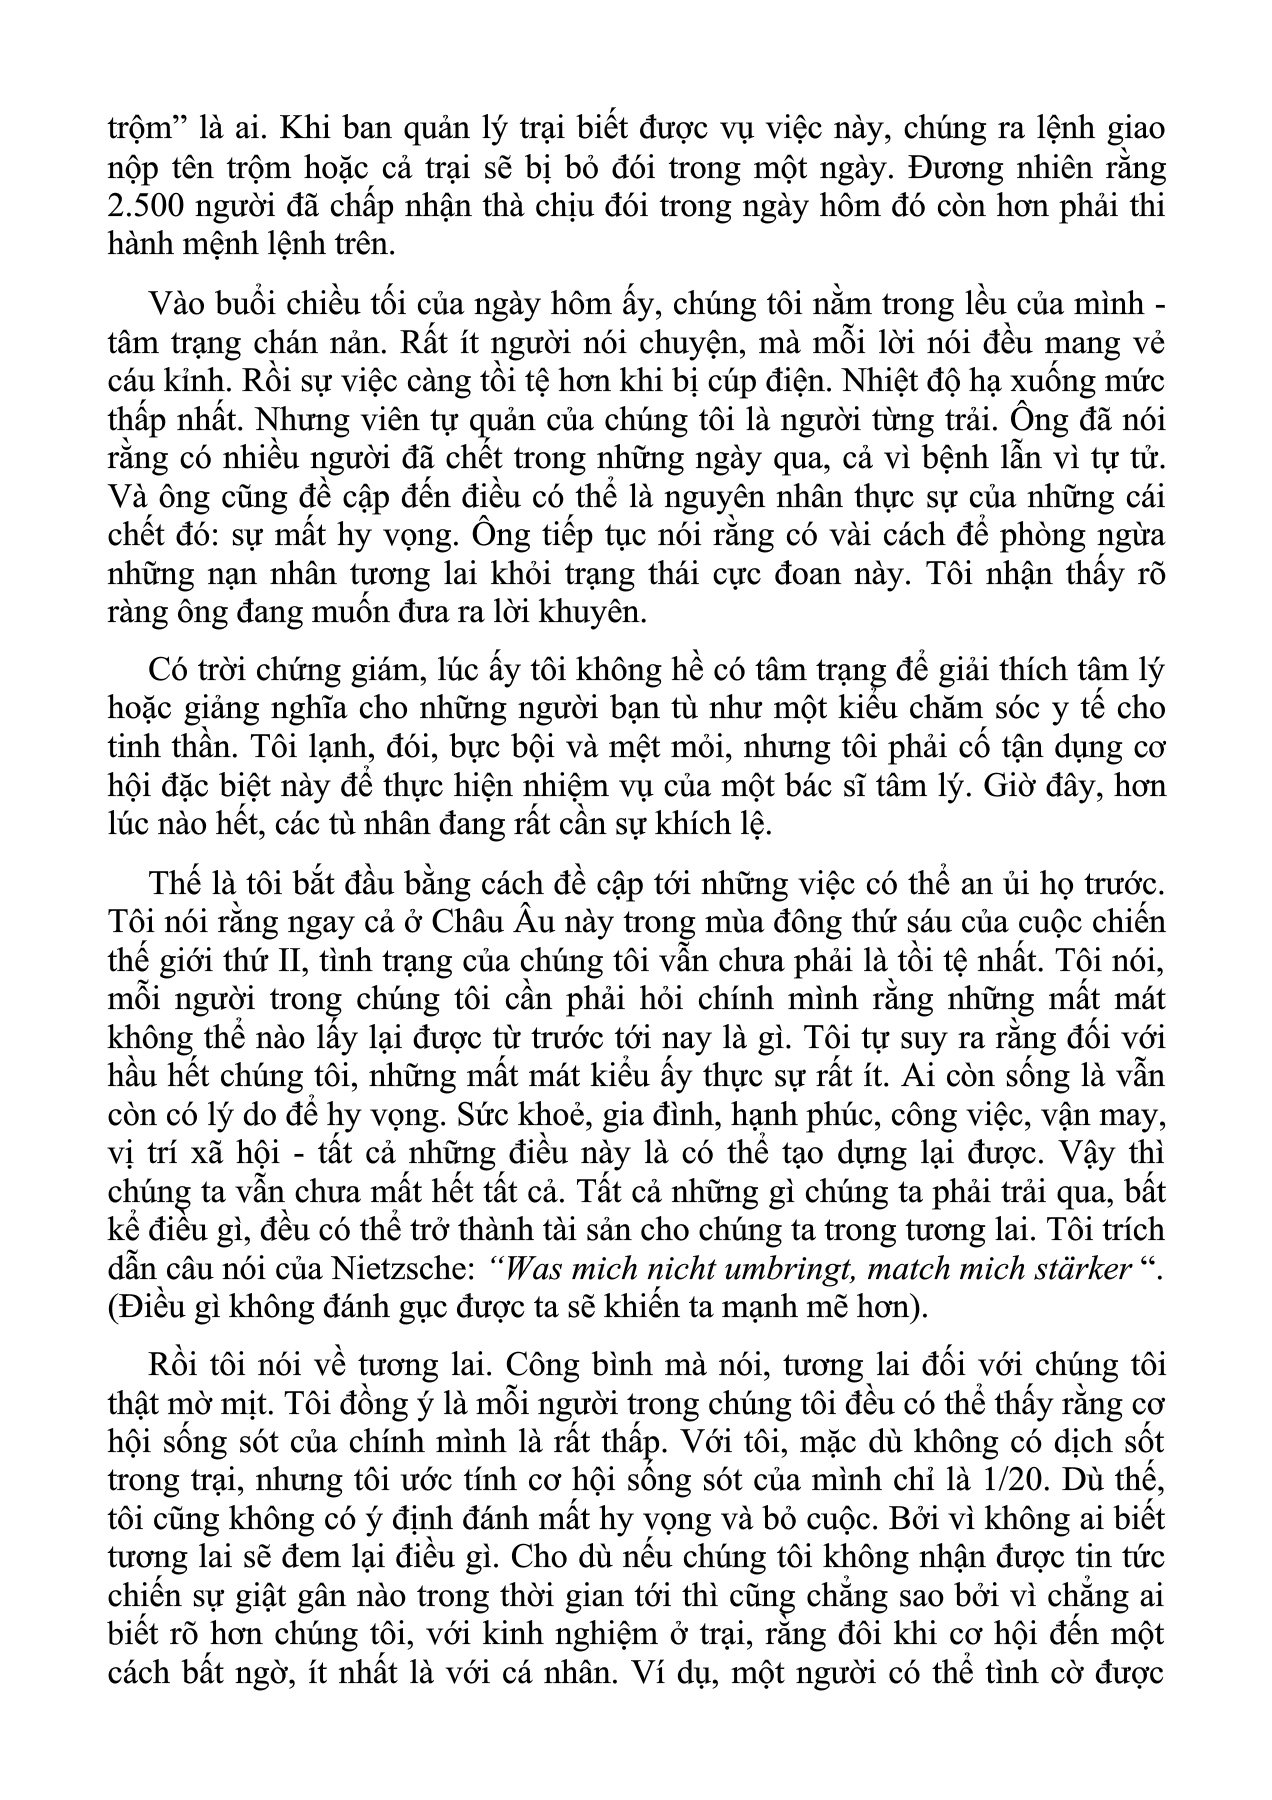 trộm” là ai. Khi ban quản lý trại biết được vụ việc này, chúng ra lệnh giao
nộp tên trộm hoặc cả trại sẽ bị bỏ đói trong một ngày. Đương nhiên rằng
2.500 người đã chấp nhận thà chịu đói trong ngày hôm đó còn hơn phải thi
hành mệnh lệnh trên.
Vào buổi chiều tối của ngày hôm ấy, chúng tôi nằm trong lều của mình -
tâm trạng chán nản. Rất ít người nói chuyện, mà mỗi lời nói đều mang vẻ
cáu kỉnh. Rồi sự việc càng tồi tệ hơn khi bị cúp điện. Nhiệt độ hạ xuống mức
thấp nhất. Nhưng viên tự quản của chúng tôi là người từng trải. Ông đã nói
rằng có nhiều người đã chết trong những ngày qua, cả vì bệnh lẫn vì tự tử.
Và ông cũng đề cập đến điều có thể là nguyên nhân thực sự của những cái
chết đó: sự mất hy vọng. Ông tiếp tục nói rằng có vài cách để phòng ngừa
những nạn nhân tương lai khỏi trạng thái cực đoan này. Tôi nhận thấy rõ
ràng ông đang muốn đưa ra lời khuyên.
Có trời chứng giám, lúc ấy tôi không hề có tâm trạng để giải thích tâm lý
hoặc giảng nghĩa cho những người bạn tù như một kiểu chăm sóc y tế cho
tinh thần. Tôi lạnh, đói, bực bội và mệt mỏi, nhưng tôi phải cố tận dụng cơ
hội đặc biệt này để thực hiện nhiệm vụ của một bác sĩ tâm lý. Giờ đây, hơn
lúc nào hết, các tù nhân đang rất cần sự khích lệ.
Thế là tôi bắt đầu bằng cách đề cập tới những việc có thể an ủi họ trước.
Tôi nói rằng ngay cả ở Châu Âu này trong mùa đông thứ sáu của cuộc chiến
thế giới thứ II, tình trạng của chúng tôi vẫn chưa phải là tồi tệ nhất. Tôi nói,
mỗi người trong chúng tôi cần phải hỏi chính mình rằng những mất mát
không thể nào lấy lại được từ trước tới nay là gì. Tôi tự suy ra rằng đối với
hầu hết chúng tôi, những mất mát kiểu ấy thực sự rất ít. Ai còn sống là vẫn
còn có lý do để hy vọng. Sức khoẻ, gia đình, hạnh phúc, công việc, vận may,
vị trí xã hội - tất cả những điều này là có thể tạo dựng lại được. Vậy thì
chúng ta vẫn chưa mất hết tất cả. Tất cả những gì chúng ta phải trải qua, bất
kể điều gì, đều có thể trở thành tài sản cho chúng ta trong tương lai. Tôi trích
dẫn câu nói của Nietzsche: “Was mich nicht umbringt, match mich stärker “.
(Điều gì không đánh gục được ta sẽ khiến ta mạnh mẽ hơn).
Rồi tôi nói về tương lai. Công bình mà nói, tương lai đối với chúng tôi
thật mờ mịt. Tôi đồng ý là mỗi người trong chúng tôi đều có thể thấy rằng cơ
hội sống sót của chính mình là rất thấp. Với tôi, mặc dù không có dịch sốt
trong trại, nhưng tôi ước tính cơ hội sống sót của mình chỉ là 1/20. Dù thế,
tôi cũng không có ý định đánh mất hy vọng và bỏ cuộc. Bởi vì không ai biết
tương lai sẽ đem lại điều gì. Cho dù nếu chúng tôi không nhận được tin tức
chiến sự giật gân nào trong thời gian tới thì cũng chẳng sao bởi vì chẳng ai
biết rõ hơn chúng tôi, với kinh nghiệm ở trại, rằng đôi khi cơ hội đến một
cách bất ngờ, ít nhất là với cá nhân. Ví dụ, một người có thể tình cờ được